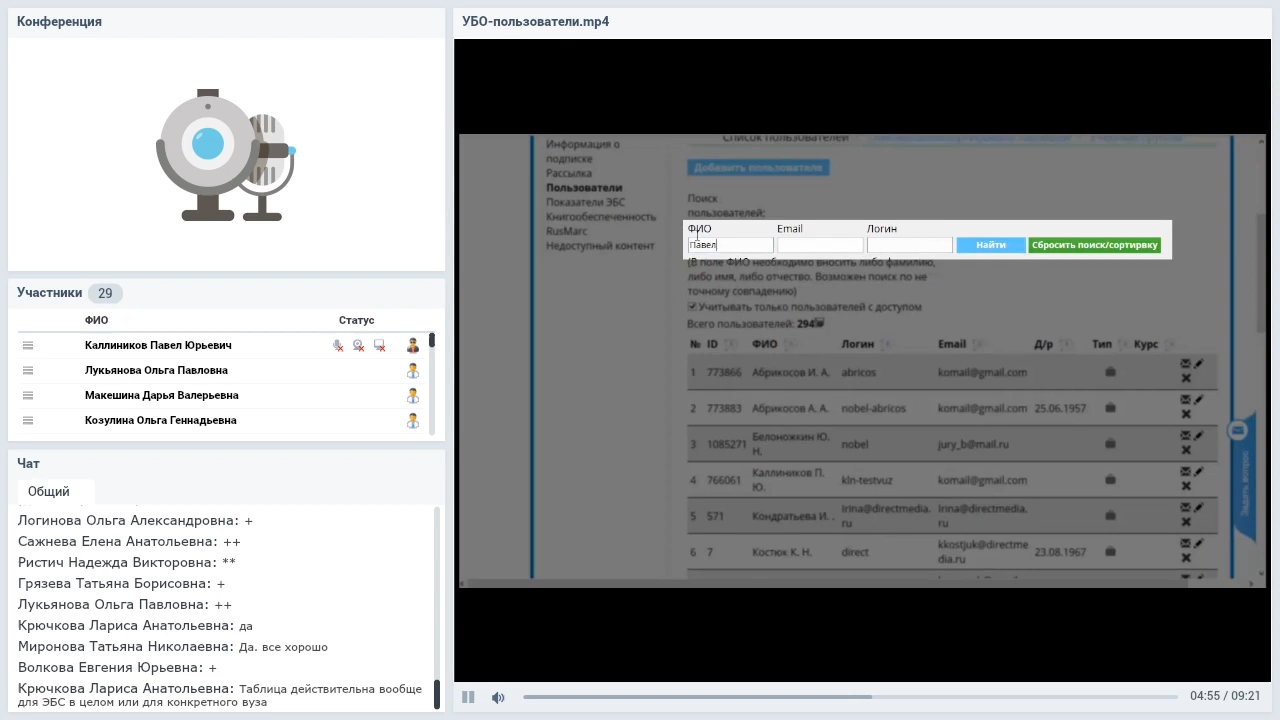 Конференция
УБО-пользователи.mp4
Участники 29
ФИО Статус
Каллиников Павел Юрьевич
Лукьянова Ольга Павловна
Макешина Дарья Валерьевна
Козулина Ольга Геннадьевна
Чат
Общий
Логинова Ольга Александровна: +
Сажнева Елена Анатольевна: ++
Ристич Надежда Викторовна: **
Грязева Татьяна Борисовна: +
Лукьянова Ольга Павловна: ++
Крючкова Лариса Анатольевна: да
Миронова Татьяна Николаевна: Да. все хорошо
Волкова Евгения Юрьевна: +
Крючкова Лариса Анатольевна: Таблица действительна вообще
для ЭБС в целом или для конкретного вуза
Информация о
подписке
Рассылка
Пользователи
Показатели ЭБС
Книгообеспеченность
RusMarc
Недоступный контент
Список пользователей
Добавить пользователя
Поиск
пользователей:
ФИО Email Логин
Павел Найти Сбросить поиск/сортирвку
(В поле ФИО необходимо вносить либо фамилию,
либо имя, либо отчество. Возможен поиск по не
точному совпадению)
Учитывать только пользователей с доступом
Всего пользователей: 294
№ ID ФИО Логин Email Д/р Тип Курс
1 773866 Абрикосов И. А. abricos komail@gmail.com
2 773883 Абрикосов А. А. nobel-abricos komail@gmail.com 25.06.1957
3 1085271 Белоножкин Ю. Н. nobel jury_b@mail.ru
4 766061 Каллиников П. Ю. kln-testvuz komail@gmail.com
5 571 Кондратьева И. . Irina@directmedia.ru Irina@directmedia.ru
6 7 Костюк К. Н. direct kkostjuk@directmedia.ru 23.08.1967
Задать вопрос
04:55 / 09:21